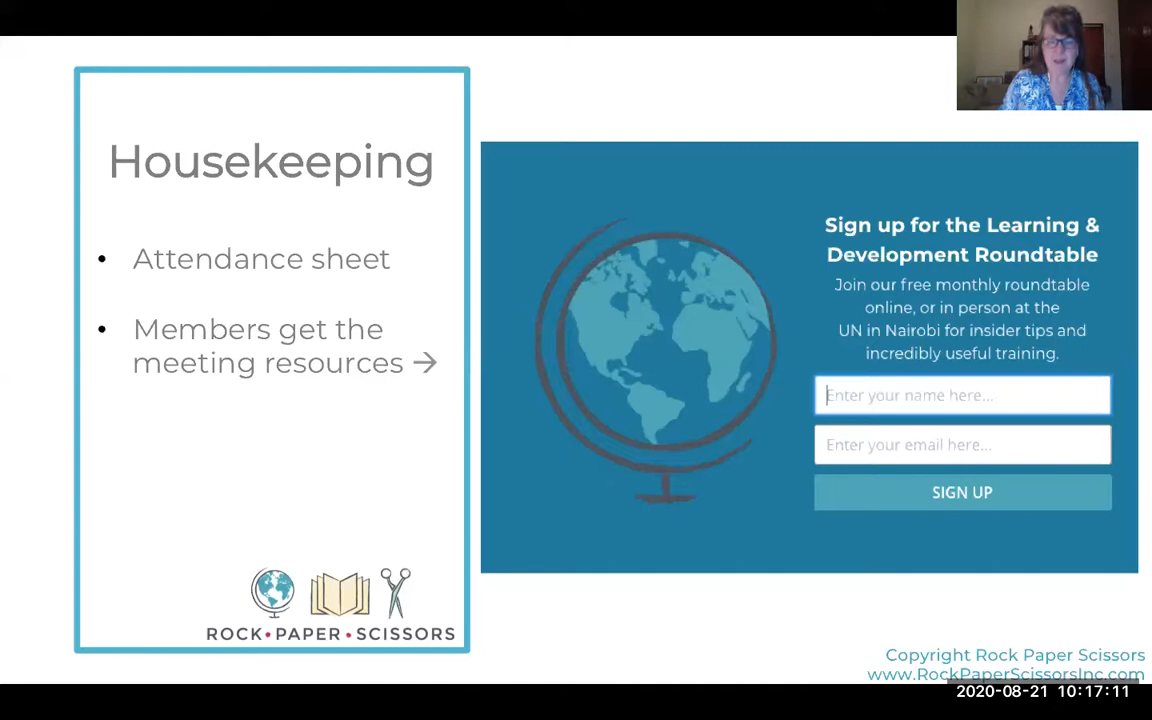 Housekeeping
• Attendance sheet
• Members get the
meeting resources →
ROCK•PAPER•SCISSORS
Sign up for the Learning &
Development Roundtable
Join our free monthly roundtable
online, or in person at the
UN in Nairobi for insider tips and
incredibly useful training.
Enter your name here...
Enter your email here...
SIGN UP
Copyright Rock Paper Scissors
www.RockPaperScissorsInc.com
2020-08-21 10:17:11